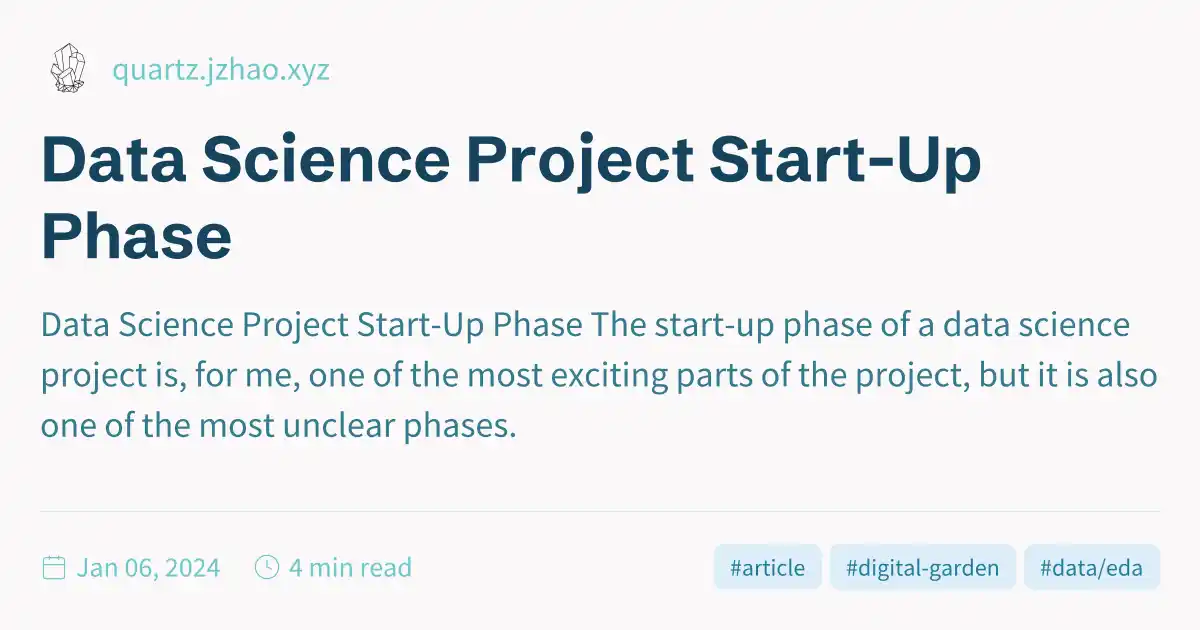 quartz.jzhao.xyz
Data Science Project Start-Up
Phase
Data Science Project Start-Up Phase The start-up phase of a data science
project is, for me, one of the most exciting parts of the project, but it is also
one of the most unclear phases.
Jan 06, 2024 4 min read #article #digital-garden #data/eda